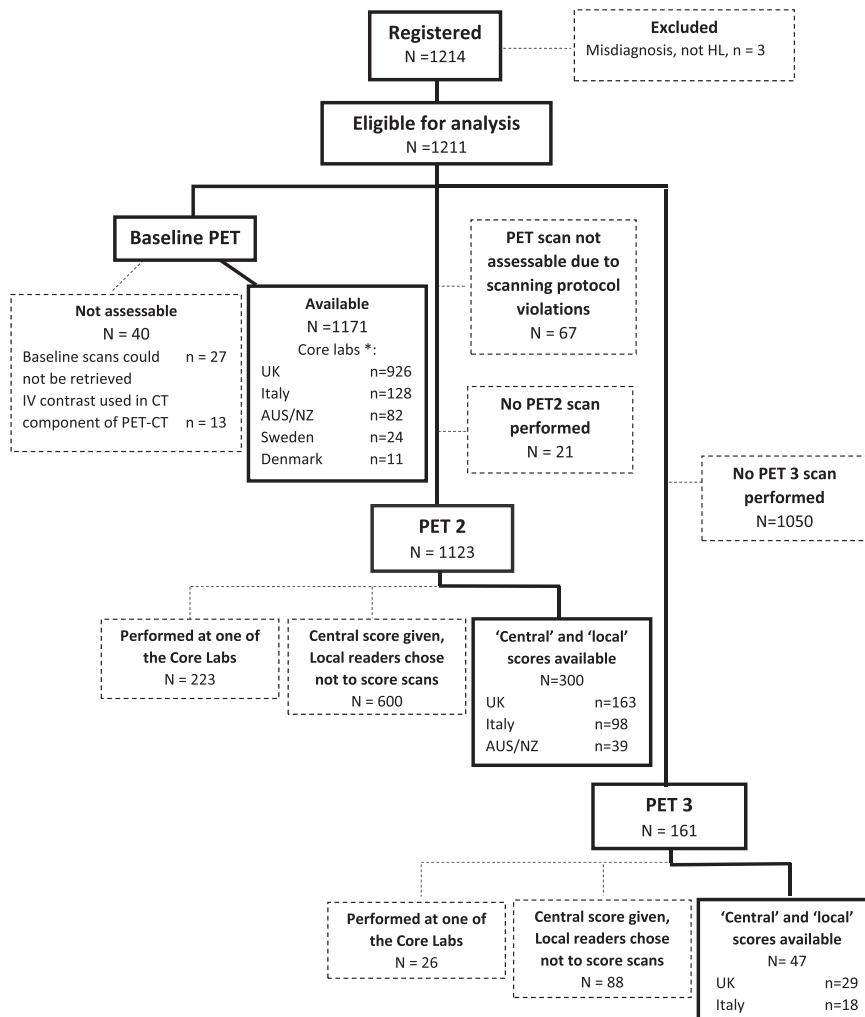 Registered
N =1214
Excluded
Misdiagnosis, not HL, n = 3
Eligible for analysis
N =1211
Baseline PET
Not assessable
N = 40
Baseline scans could n = 27
not be retrieved
IV contrast used in CT
component of PET-CT n = 13
Available
N =1171
Core labs *:
UK n=926
Italy n=128
AUS/NZ n=82
Sweden n=24
Denmark n=11
PET scan not
assessable due to
scanning protocol
violations
N = 67
No PET2 scan
performed
N = 21
No PET 3 scan
performed
N=1050
PET 2
N = 1123
Performed at one of
the Core Labs
N = 223
Central score given,
Local readers chose
not to score scans
N = 600
‘Central’ and ‘local’
scores available
N=300
UK n=163
Italy n=98
AUS/NZ n=39
PET 3
N = 161
Performed at one of
the Core Labs
N = 26
Central score given,
Local readers chose
not to score scans
N = 88
‘Central’ and ‘local’
scores available
N= 47
UK n=29
Italy n=18